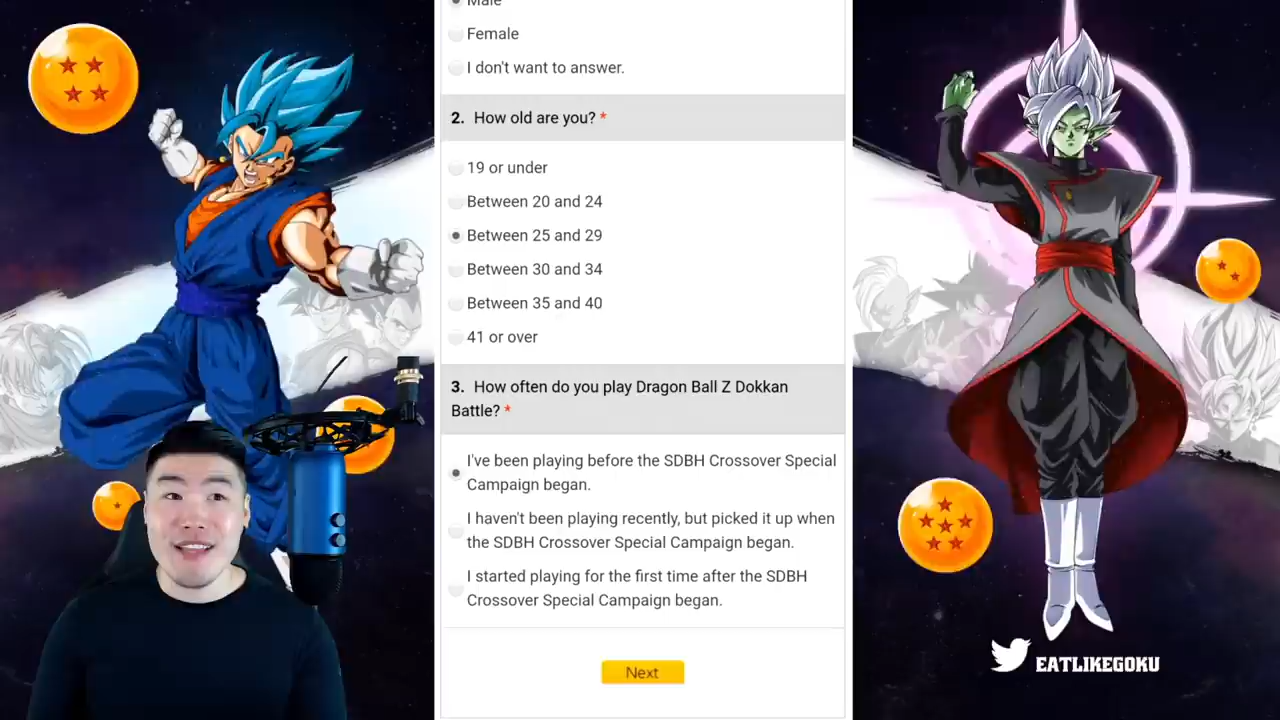 Male
Female
I don't want to answer.
2. How old are you? *
19 or under
Between 20 and 24
Between 25 and 29
Between 30 and 34
Between 35 and 40
41 or over
3. How often do you play Dragon Ball Z Dokkan
Battle? *
I've been playing before the SDBH Crossover Special
Campaign began.
I haven't been playing recently, but picked it up when
the SDBH Crossover Special Campaign began.
I started playing for the first time after the SDBH
Crossover Special Campaign began.
Next
EATLIKEGOKU